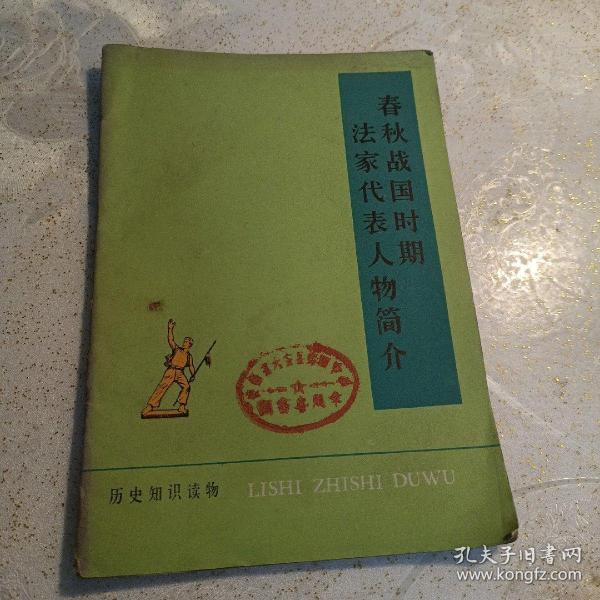 春秋战国时期
法家代表人物简介
历史知识读物
LISHI ZHISHI DUWU
孔夫子旧书网
www.kongfz.com